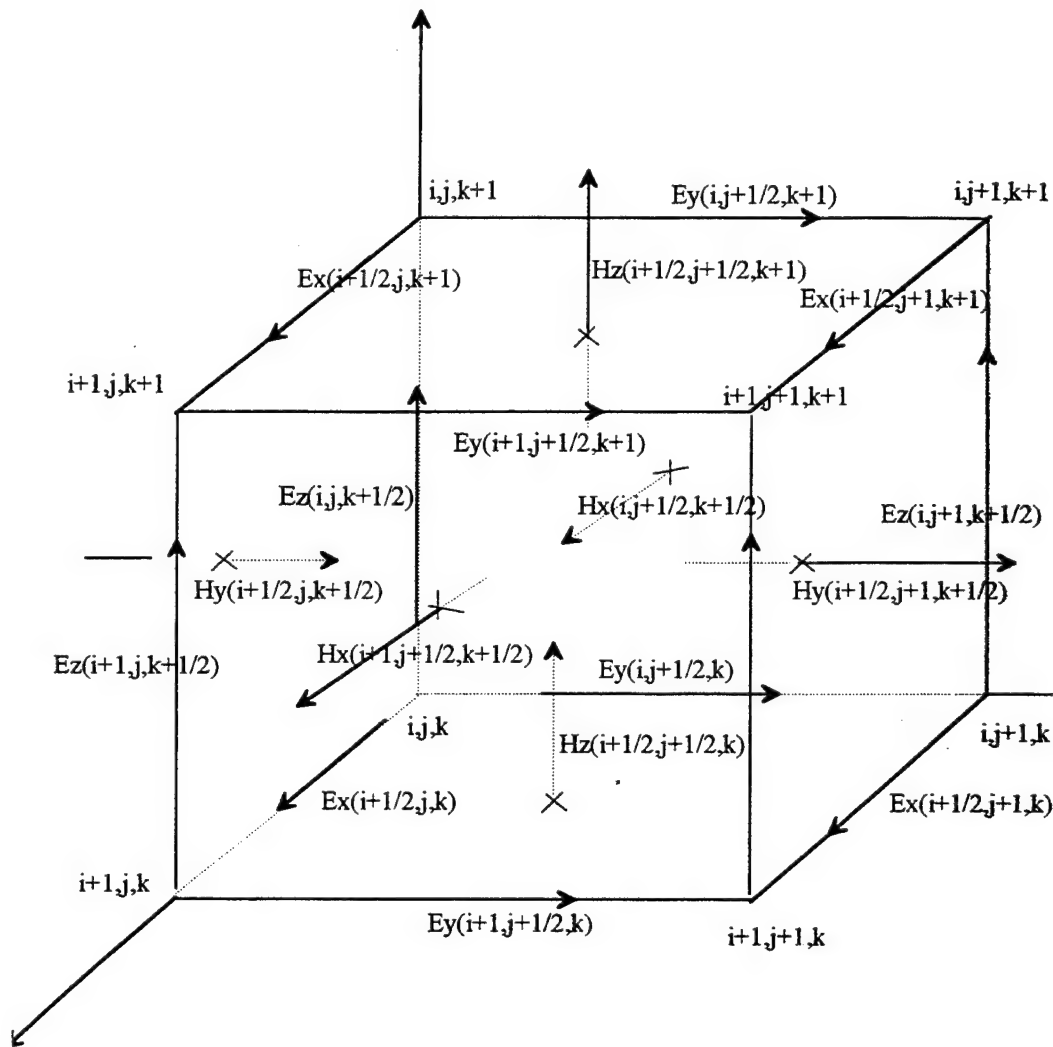 i,j,k+1
Ey(i,j+1/2,k+1)
i,j+1,k+1
Hz(i+1/2,j+1/2,k+1)
Ex(i+1/2,j,k+1)
Ex(i+1/2,j+1,k+1)
i+1,j,k+1
i+1,j+1,k+1
Ey(i+1,j+1/2,k+1)
Ez(i,j,k+1/2)
Hx(i,j+1/2,k+1/2)
Ez(i,j+1,k+1/2)
Hy(i+1/2,j,k+1/2)
Hy(i+1/2,j+1,k+1/2)
Hx(i+1,j+1/2,k+1/2)
Ez(i+1,j,k+1/2)
Ey(i,j+1/2,k)
i,j,k
i,j+1,k
Hz(i+1/2,j+1/2,k)
Ex(i+1/2,j,k)
Ex(i+1/2,j+1,k)
i+1,j,k
Ey(i+1,j+1/2,k)
i+1,j+1,k